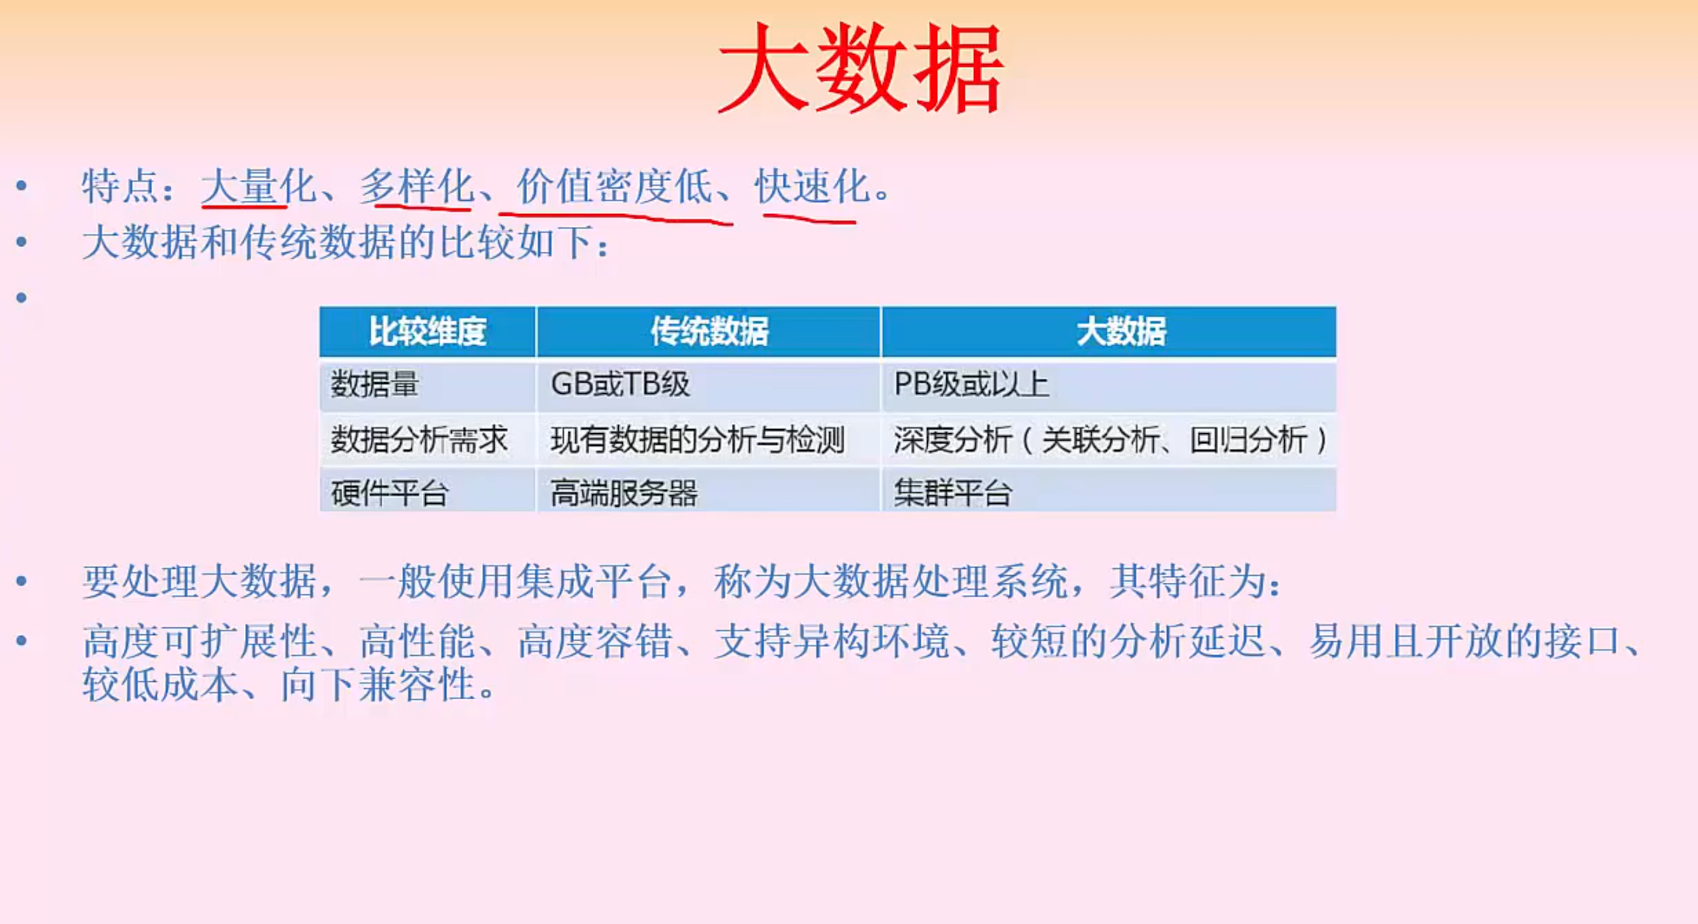 大数据
• 特点：大量化、多样化、价值密度低、快速化。
• 大数据和传统数据的比较如下：
•
比较维度 传统数据 大数据
数据量 GB或TB级 PB级或以上
数据分析需求 现有数据的分析与检测 深度分析（关联分析、回归分析）
硬件平台 高端服务器 集群平台
• 要处理大数据，一般使用集成平台，称为大数据处理系统，其特征为：
• 高度可扩展性、高性能、高度容错、支持异构环境、较短的分析延迟、易用且开放的接口、
较低成本、向下兼容性。